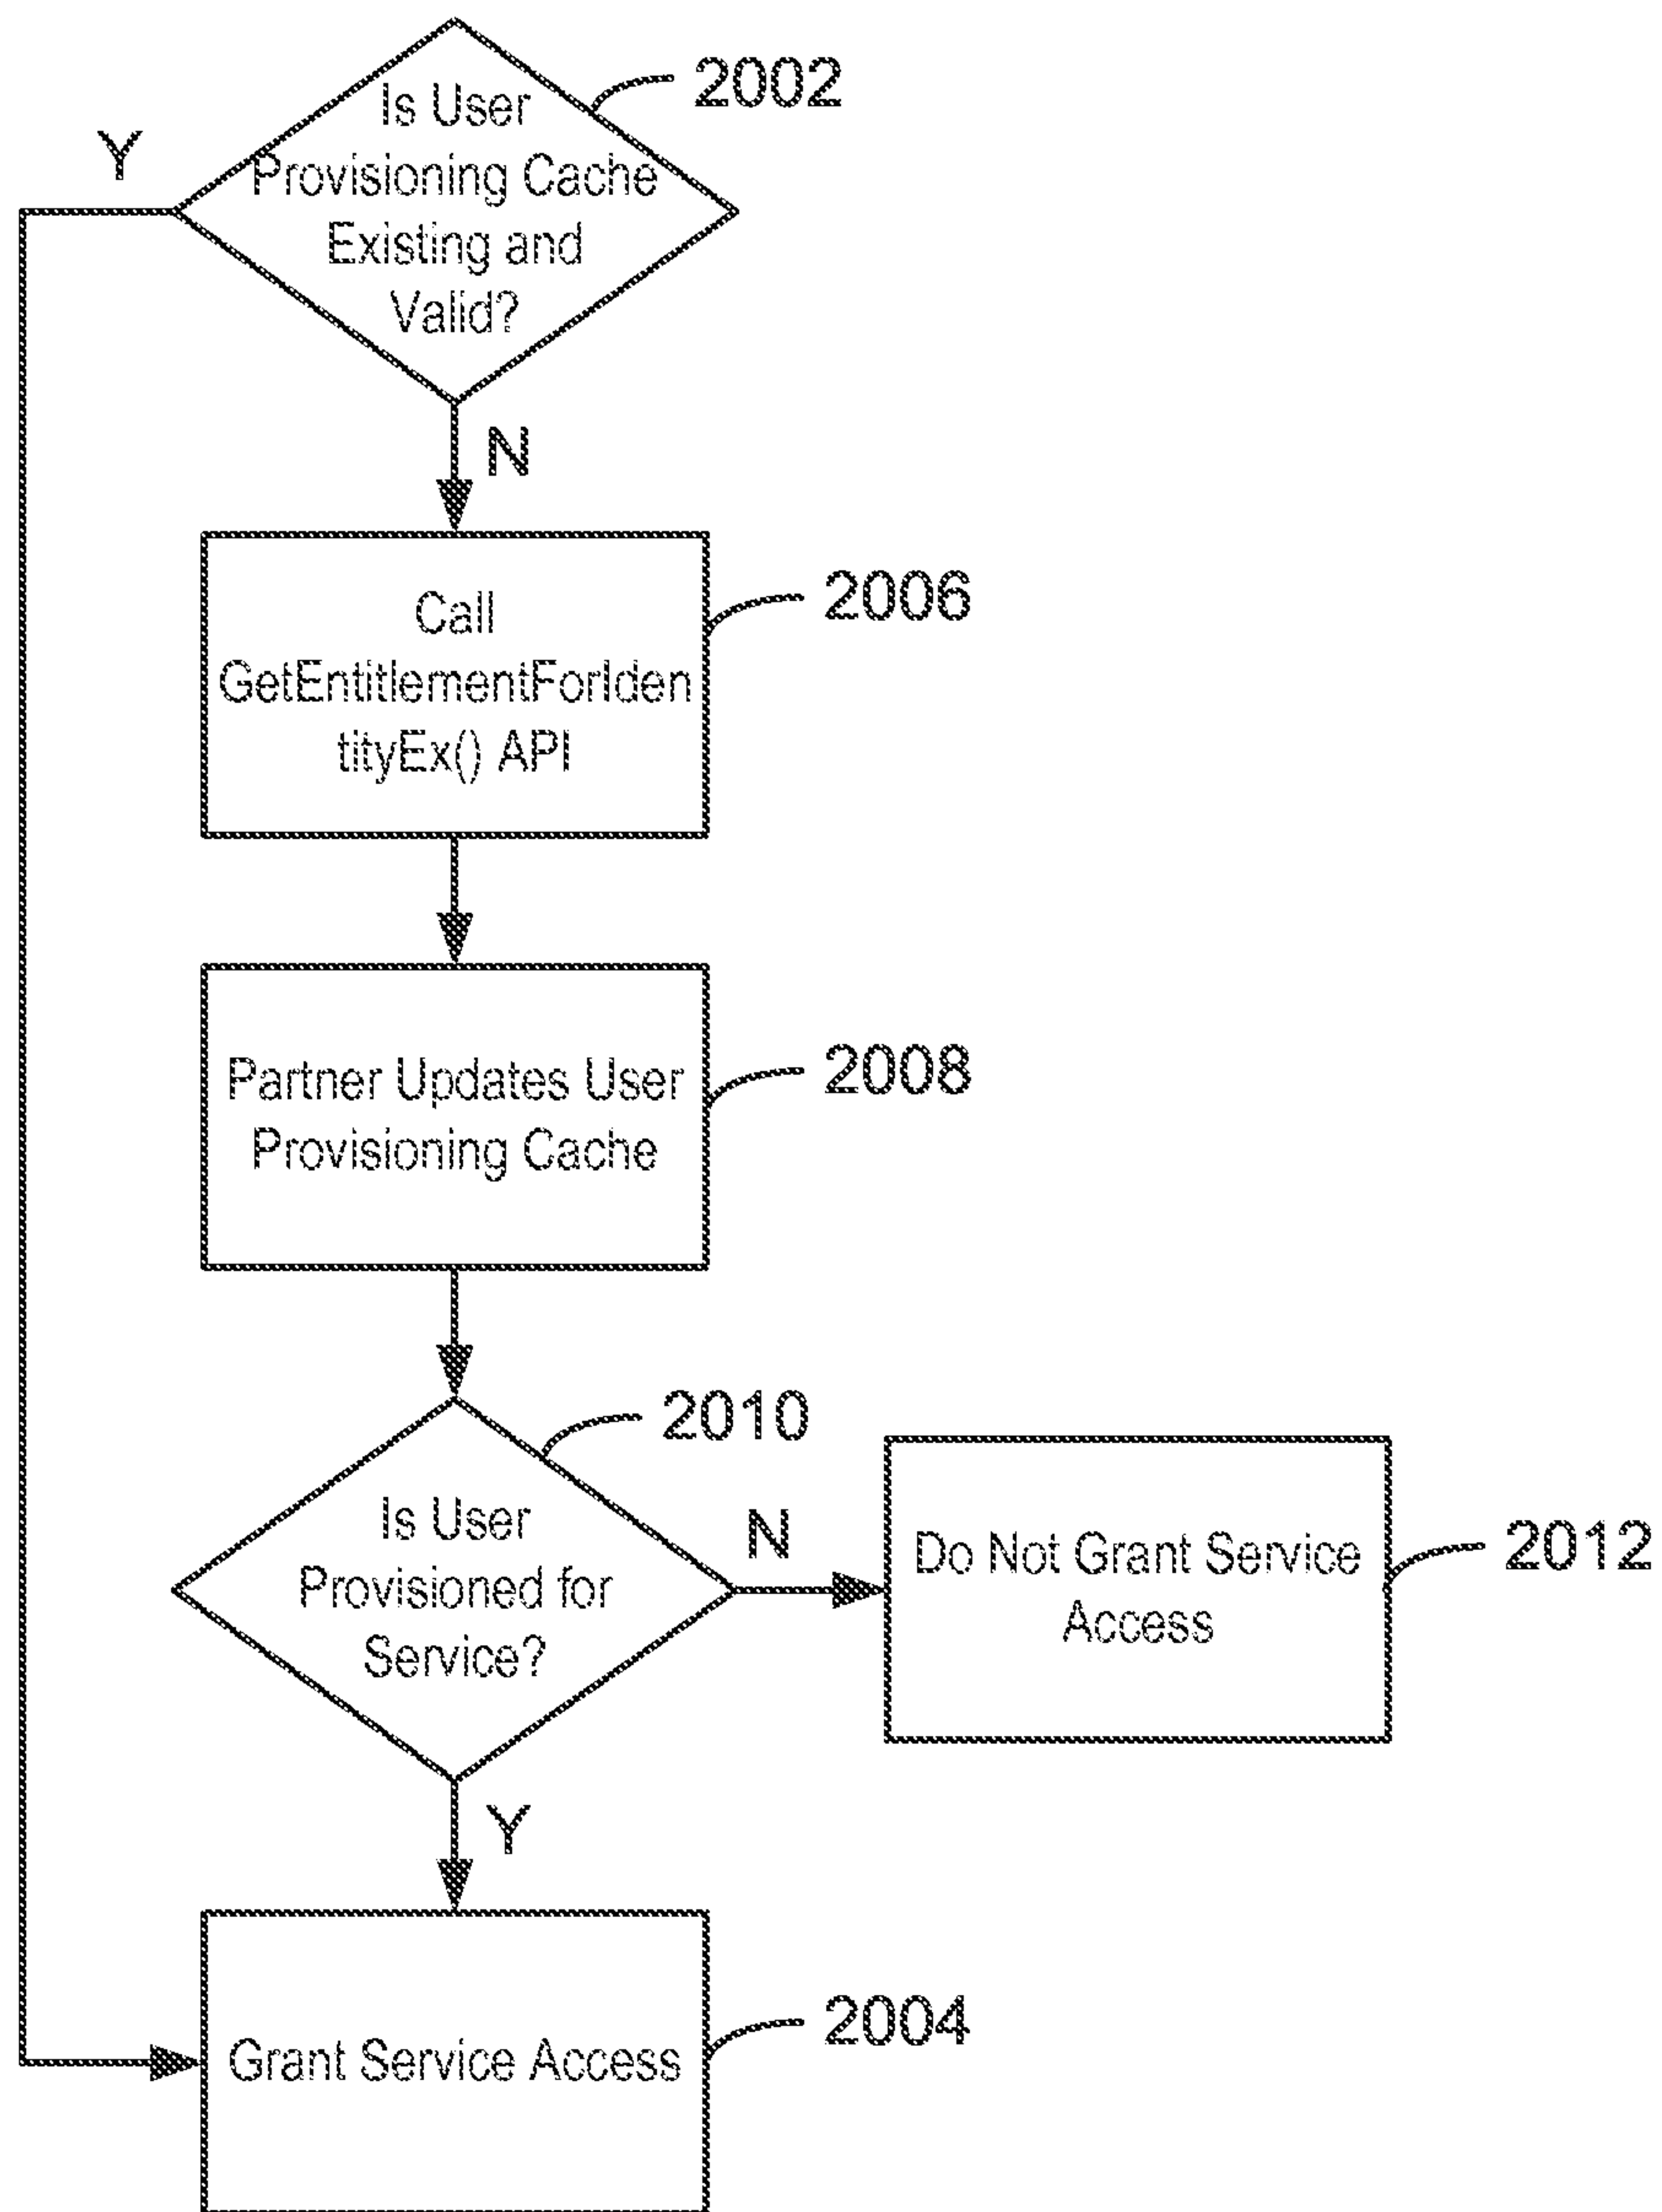 Is User
2002
Y
Provisioning Cache
Existing and
Valid?
N
Call
2006
GetEntitlementForIden
tityEx() API
Partner Updates User
2008
Provisioning Cache
2010
Is User
N
Do Not Grant Service
2012
Provisioned for
Access
Service?
Y
Grant Service Access
2004